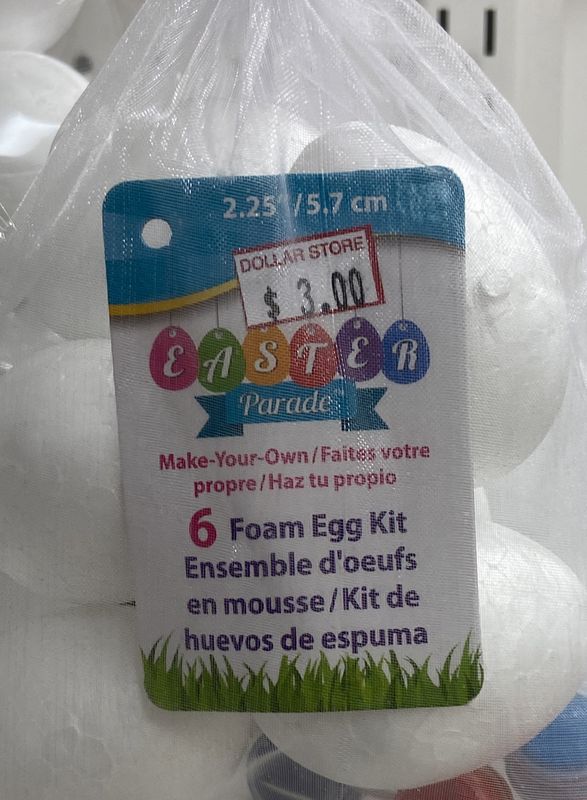 2.25"/5.7 cm
DOLLAR STORE
$ 3.00
EASTER
Parade
Make-Your-Own/Faites votre
propre/Haz tu propio
6 Foam Egg Kit
Ensemble d'oeufs
en mousse/Kit de
huevos de espuma